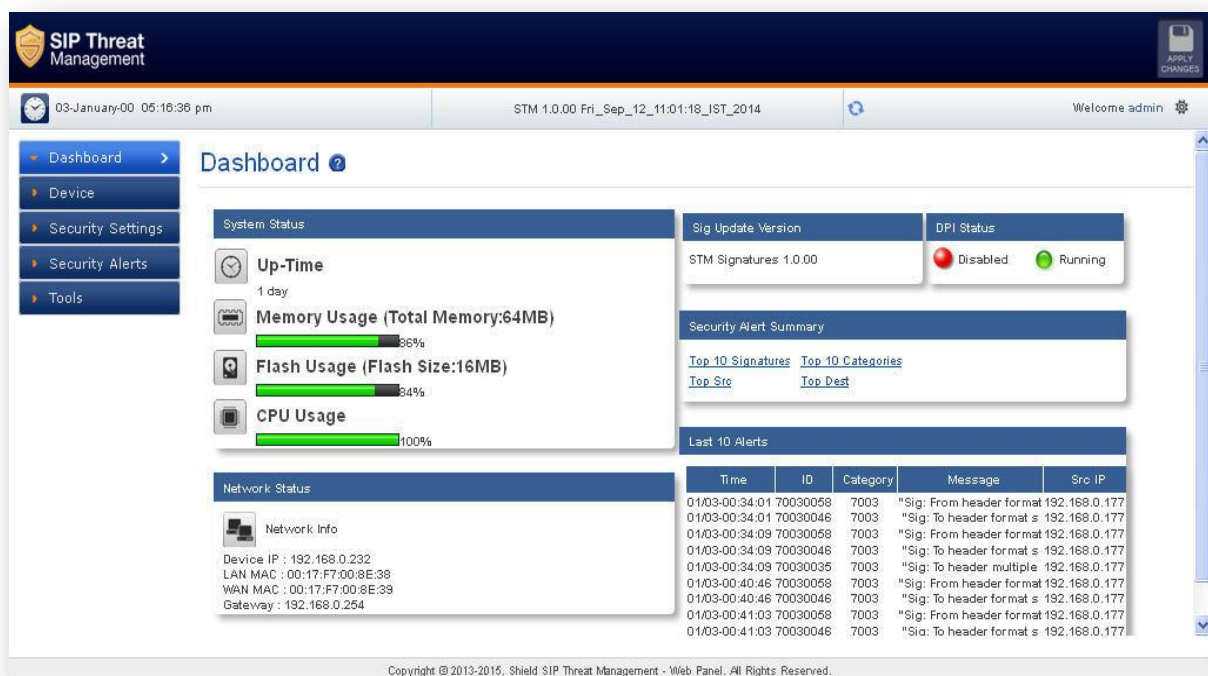 SIP Threat
Management
APPLY
CHANGES
03-January-00 05:16:36 pm
STM 1.0.00 Fri_Sep_12_11:01:18_IST_2014
Welcome admin
Dashboard
Device
Security Settings
Security Alerts
Tools
Dashboard
System Status
Up-Time
1 day
Memory Usage (Total Memory:64MB)
86%
Flash Usage (Flash Size:16MB)
84%
CPU Usage
100%
Network Status
Network Info
Device IP : 192.168.0.232
LAN MAC : 00:17:F7:00:8E:38
WAN MAC : 00:17:F7:00:8E:39
Gateway : 192.168.0.254
Sig Update Version
STM Signatures 1.0.00
DPI Status
Disabled Running
Security Alert Summary
Top 10 Signatures Top 10 Categories
Top Src Top Dest
Last 10 Alerts
Time ID Category Message Src IP
01/03-00:34:01 70030058 7003 "Sig: From header format 192.168.0.177
01/03-00:34:01 70030046 7003 "Sig: To header format s 192.168.0.177
01/03-00:34:09 70030058 7003 "Sig: From header format 192.168.0.177
01/03-00:34:09 70030046 7003 "Sig: To header format s 192.168.0.177
01/03-00:34:09 70030035 7003 "Sig: To header multiple 192.168.0.177
01/03-00:40:46 70030058 7003 "Sig: From header format 192.168.0.177
01/03-00:40:46 70030046 7003 "Sig: To header format s 192.168.0.177
01/03-00:41:03 70030058 7003 "Sig: From header format 192.168.0.177
01/03-00:41:03 70030046 7003 "Sig: To header format s 192.168.0.177
Copyright © 2013-2015, Shield SIP Threat Management - Web Panel. All Rights Reserved.